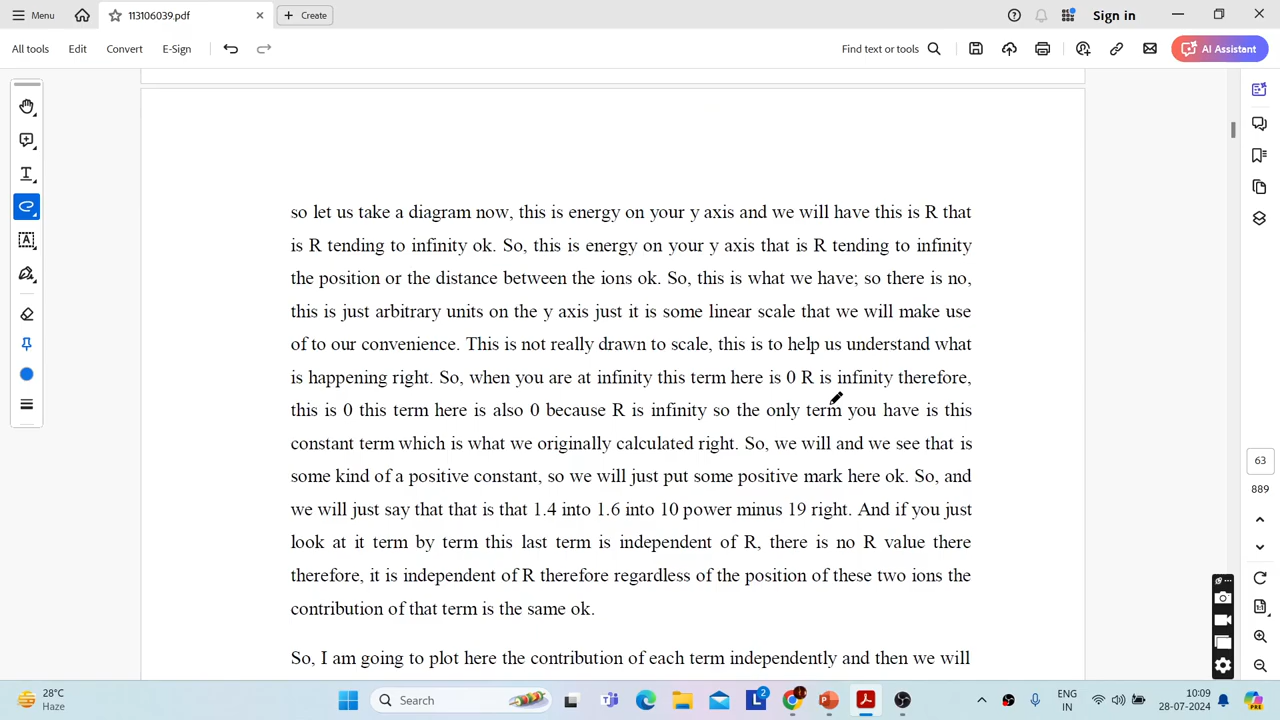 Menu
113106039.pdf
Create
Sign in
All tools
Edit
Convert
E-Sign
Find text or tools
AI Assistant
so let us take a diagram now, this is energy on your y axis and we will have this is R that
is R tending to infinity ok. So, this is energy on your y axis that is R tending to infinity
the position or the distance between the ions ok. So, this is what we have; so there is no,
this is just arbitrary units on the y axis just it is some linear scale that we will make use
of to our convenience. This is not really drawn to scale, this is to help us understand what
is happening right. So, when you are at infinity this term here is 0 R is infinity therefore,
this is 0 this term here is also 0 because R is infinity so the only term you have is this
constant term which is what we originally calculated right. So, we will and we see that is
some kind of a positive constant, so we will just put some positive mark here ok. So, and
we will just say that that is that 1.4 into 1.6 into 10 power minus 19 right. And if you just
look at it term by term this last term is independent of R, there is no R value there
therefore, it is independent of R therefore regardless of the position of these two ions the
contribution of that term is the same ok.
So, I am going to plot here the contribution of each term independently and then we will
63
889
28°C
Haze
Search
2
ENG
IN
10:09
28-07-2024